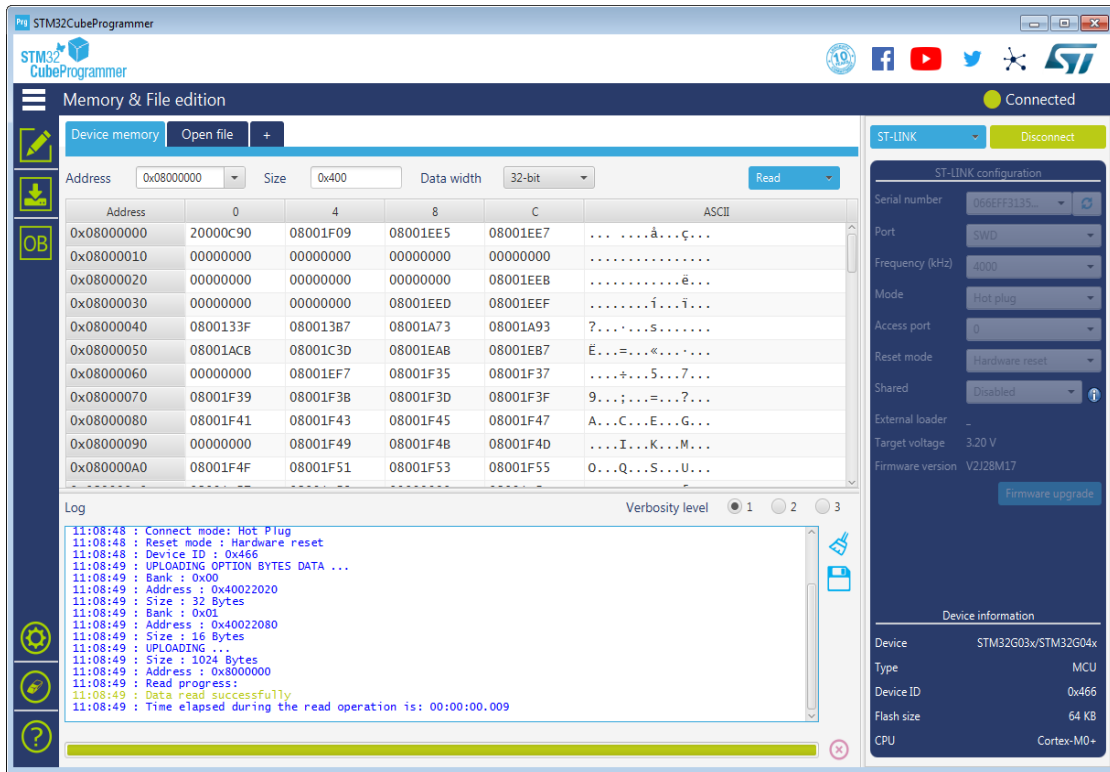 Prg STM32CubeProgrammer
STM32
CubeProgrammer
10
Memory & File edition
Connected
Device memory Open file +
ST-LINK Disconnect
Address 0x08000000 Size 0x400 Data width 32-bit Read
ST-LINK configuration
Address 0 4 8 C ASCII
Serial number 066EFF3135...
0x08000000 20000C90 08001F09 08001EE5 08001EE7 ... ....å...ç...
Port SWD
0x08000010 00000000 00000000 00000000 00000000 ................
Frequency (kHz) 4000
0x08000020 00000000 00000000 00000000 08001EEB ............ë...
Mode Hot plug
0x08000030 00000000 00000000 08001EED 08001EEF ........í...ï...
Access port 0
0x08000040 0800133F 080013B7 08001A73 08001A93 ?...·...s.......
Reset mode Hardware reset
0x08000050 08001ACB 08001C3D 08001EAB 08001EB7 Ë...=...«...·...
Shared Disabled
0x08000060 00000000 08001EF7 08001F35 08001F37 ....÷...5...7...
0x08000070 08001F39 08001F3B 08001F3D 08001F3F 9...;...=...?...
External loader _
0x08000080 08001F41 08001F43 08001F45 08001F47 A...C...E...G...
Target voltage 3.20 V
0x08000090 00000000 08001F49 08001F4B 08001F4D ....I...K...M...
Firmware version V2J28M17
0x080000A0 08001F4F 08001F51 08001F53 08001F55 O...Q...S...U...
Firmware upgrade
OB
Log Verbosity level 1 2 3
11:08:48 : Connect mode: Hot Plug
11:08:48 : Reset mode : Hardware reset
11:08:48 : Device ID : 0x466
11:08:49 : UPLOADING OPTION BYTES DATA ...
11:08:49 : Bank : 0x00
11:08:49 : Address : 0x40022020
11:08:49 : Size : 32 Bytes
11:08:49 : Bank : 0x01
11:08:49 : Address : 0x40022080
11:08:49 : Size : 16 Bytes
11:08:49 : UPLOADING ...
11:08:49 : Size : 1024 Bytes
11:08:49 : Address : 0x8000000
11:08:49 : Read progress:
11:08:49 : Data read successfully
11:08:49 : Time elapsed during the read operation is: 00:00:00.009
Device information
Device STM32G03x/STM32G04x
Type MCU
Device ID 0x466
Flash size 64 KB
CPU Cortex-M0+